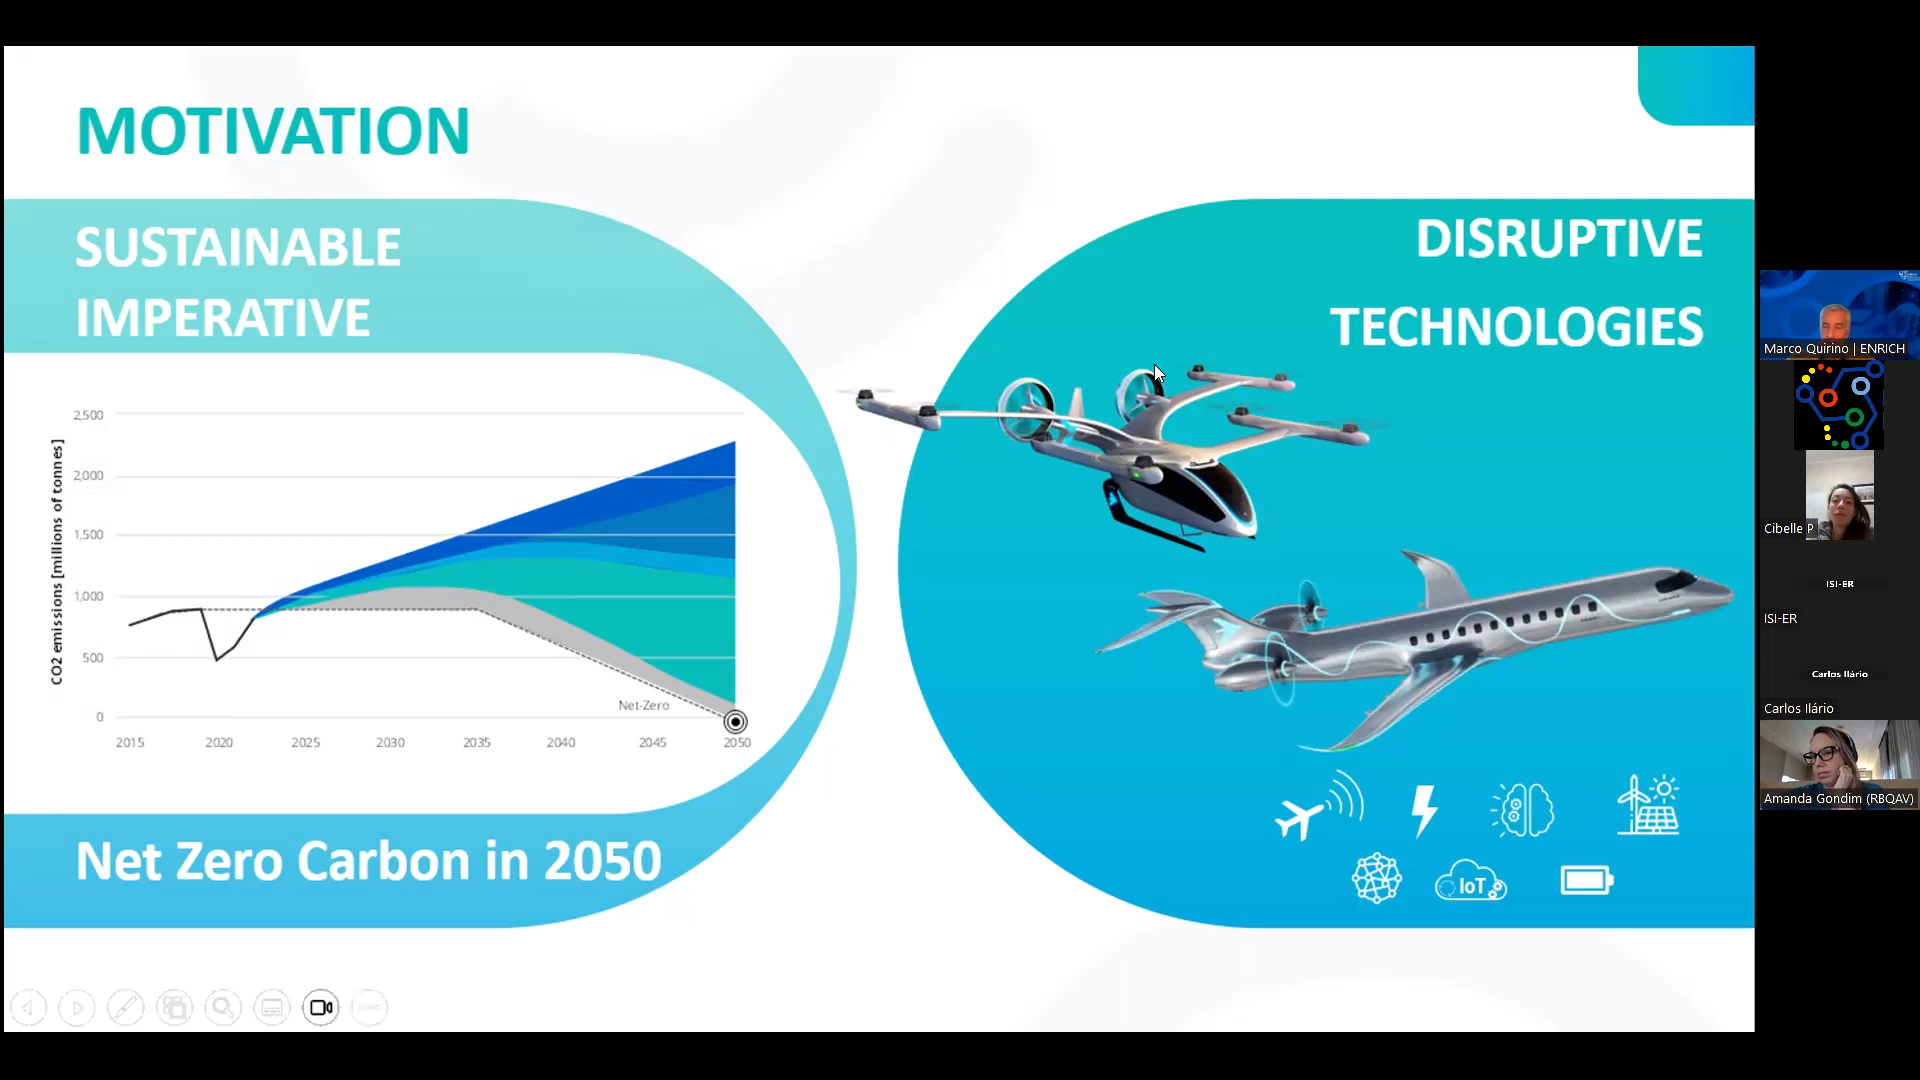 MOTIVATION
SUSTAINABLE
IMPERATIVE
CO2 emissions [millions of tonnes]
2,500
2,000
1,500
1,000
500
0
Net-Zero
2015 2020 2025 2030 2035 2040 2045 2050
Net Zero Carbon in 2050
DISRUPTIVE
TECHNOLOGIES
IoT
Marco Quirino | ENRICH
Cibelle P
ISI-ER
ISI-ER
Carlos Ilário
Carlos Ilário
Amanda Gondim (RBQAV)